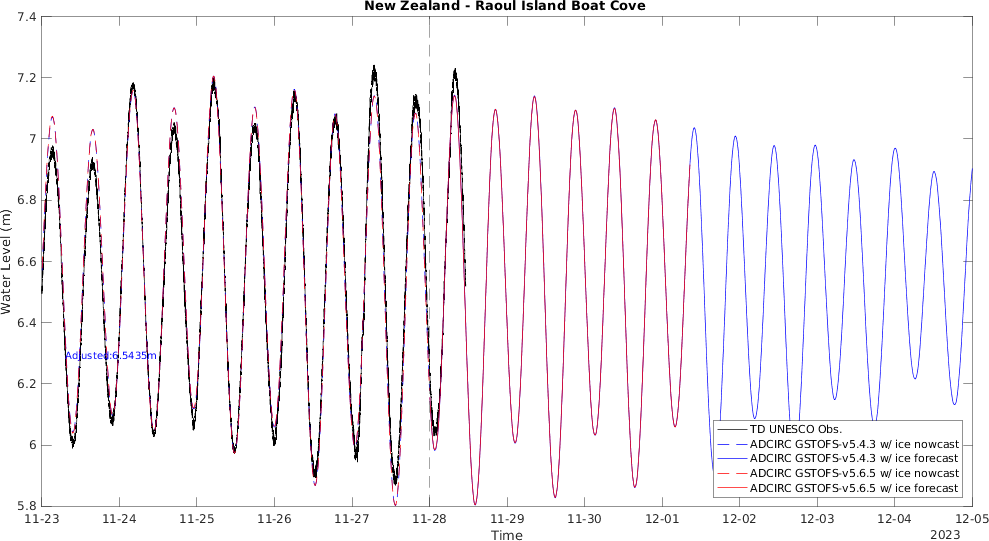 New Zealand - Raoul Island Boat Cove
7.4
7.2
7
6.8
6.6
6.4
6.2
6
5.8
Water Level (m)
Adjusted:6.5435m
TD UNESCO Obs.
ADCIRC GSTOFS-v5.4.3 w/ ice nowcast
ADCIRC GSTOFS-v5.4.3 w/ ice forecast
ADCIRC GSTOFS-v5.6.5 w/ ice nowcast
ADCIRC GSTOFS-v5.6.5 w/ ice forecast
11-23 11-24 11-25 11-26 11-27 11-28 11-29 11-30 12-01 12-02 12-03 12-04 12-05
Time
2023